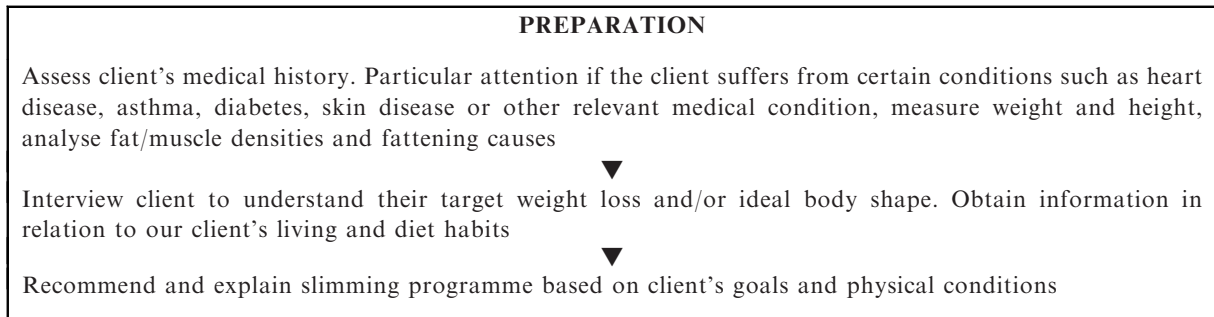 PREPARATION
Assess client's medical history. Particular attention if the client suffers from certain conditions such as heart
disease, asthma, diabetes, skin disease or other relevant medical condition, measure weight and height,
analyse fat/muscle densities and fattening causes
Interview client to understand their target weight loss and/or ideal body shape. Obtain information in
relation to our client's living and diet habits
Recommend and explain slimming programme based on client's goals and physical conditions